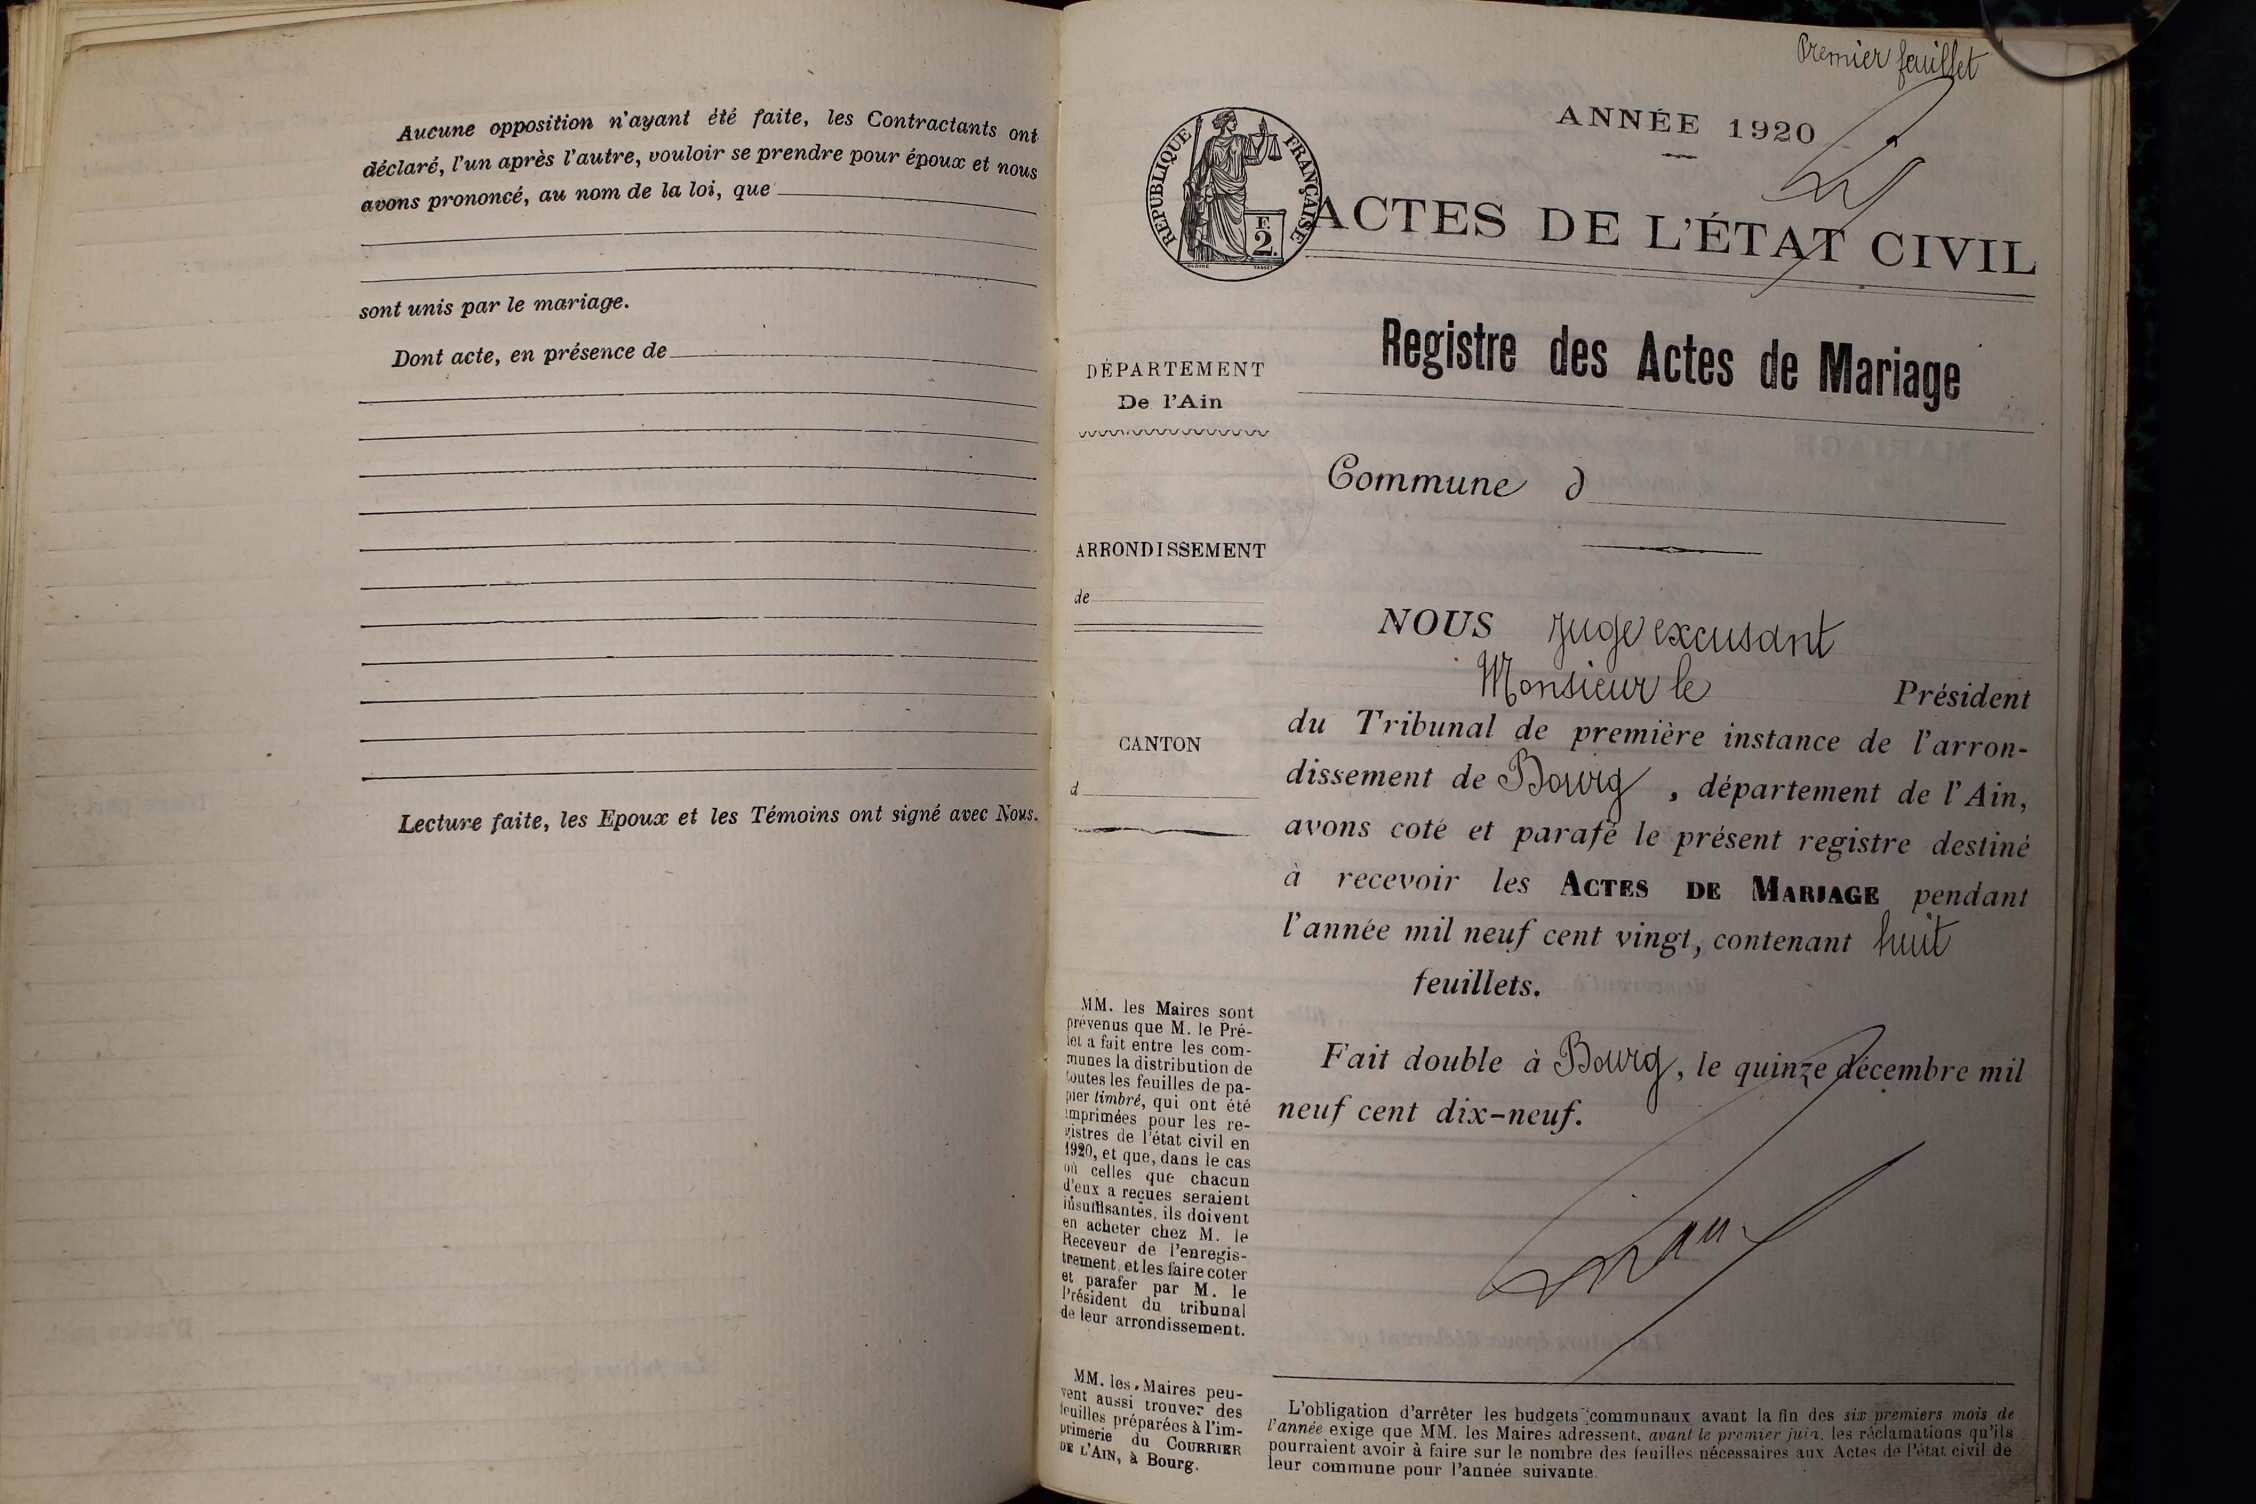 Aucune opposition n'ayant été faite, les Contractants ont
déclaré, l'un après l'autre, vouloir se prendre pour époux et nous
avons prononcé, au nom de la loi, que
sont unis par le mariage.
Dont acte, en présence de
Lecture faite, les Epoux et les Témoins ont signé avec Nous.
Premier feuillet
ANNÉE 1920
RÉPUBLIQUE FRANÇAISE
F.
2.
ACTES DE L'ÉTAT CIVIL
Registre des Actes de Mariage
DÉPARTEMENT
De l'Ain
Commune d
ARRONDISSEMENT
de
CANTON
d
NOUS Juge excusant
Monsieur le Président
du Tribunal de première instance de l'arron-
dissement de Bourg, département de l'Ain,
avons coté et parafé le présent registre destiné
à recevoir les ACTES DE MARIAGE pendant
l'année mil neuf cent vingt, contenant huit
feuillets.
Fait double à Bourg, le quinze décembre mil
neuf cent dix-neuf.
MM. les Maires sont
prévenus que M. le Pré-
fet a fait entre les com-
munes la distribution de
toutes les feuilles de pa-
pier timbré, qui ont été
imprimées pour les re-
gistres de l'état civil en
1920, et que, dans le cas
où celles que chacun
d'eux a reçues seraient
insuffisantes, ils doivent
en acheter chez M. le
Receveur de l'enregis-
trement, et les faire coter
et parafer par M. le
Président du tribunal
de leur arrondissement.
MM. les Maires peu-
vent aussi trouver des
feuilles préparées à l'im-
primerie du COURRIER
DE L'AIN, à Bourg.
L'obligation d'arrêter les budgets communaux avant la fin des six premiers mois de
l'année exige que MM. les Maires adressent, avant le premier juin, les réclamations qu'ils
pourraient avoir à faire sur le nombre des feuilles nécessaires aux Actes de l'état civil de
leur commune pour l'année suivante.